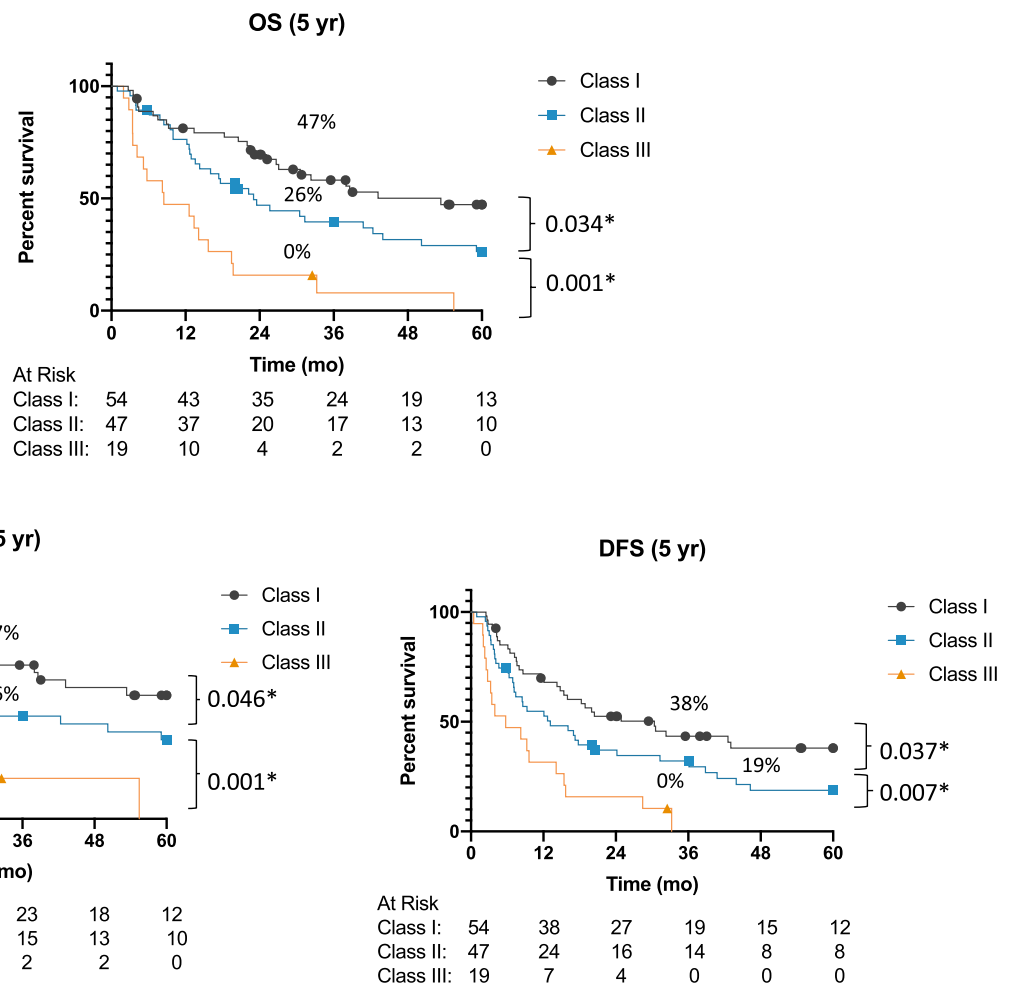 OS (5 yr)
Percent survival
100
50
0
47%
26%
0%
Class I
Class II
Class III
0.034*
0.001*
0 12 24 36 48 60
Time (mo)
At Risk
Class I: 54 43 35 24 19 13
Class II: 47 37 20 17 13 10
Class III: 19 10 4 2 2 0
5 yr)
Class I
Class II
Class III
7%
0.046*
0.001*
36 48 60
mo)
23 18 12
15 13 10
2 2 0
DFS (5 yr)
Percent survival
100
50
0
38%
19%
0%
Class I
Class II
Class III
0.037*
0.007*
0 12 24 36 48 60
Time (mo)
At Risk
Class I: 54 38 27 19 15 12
Class II: 47 24 16 14 8 8
Class III: 19 7 4 0 0 0